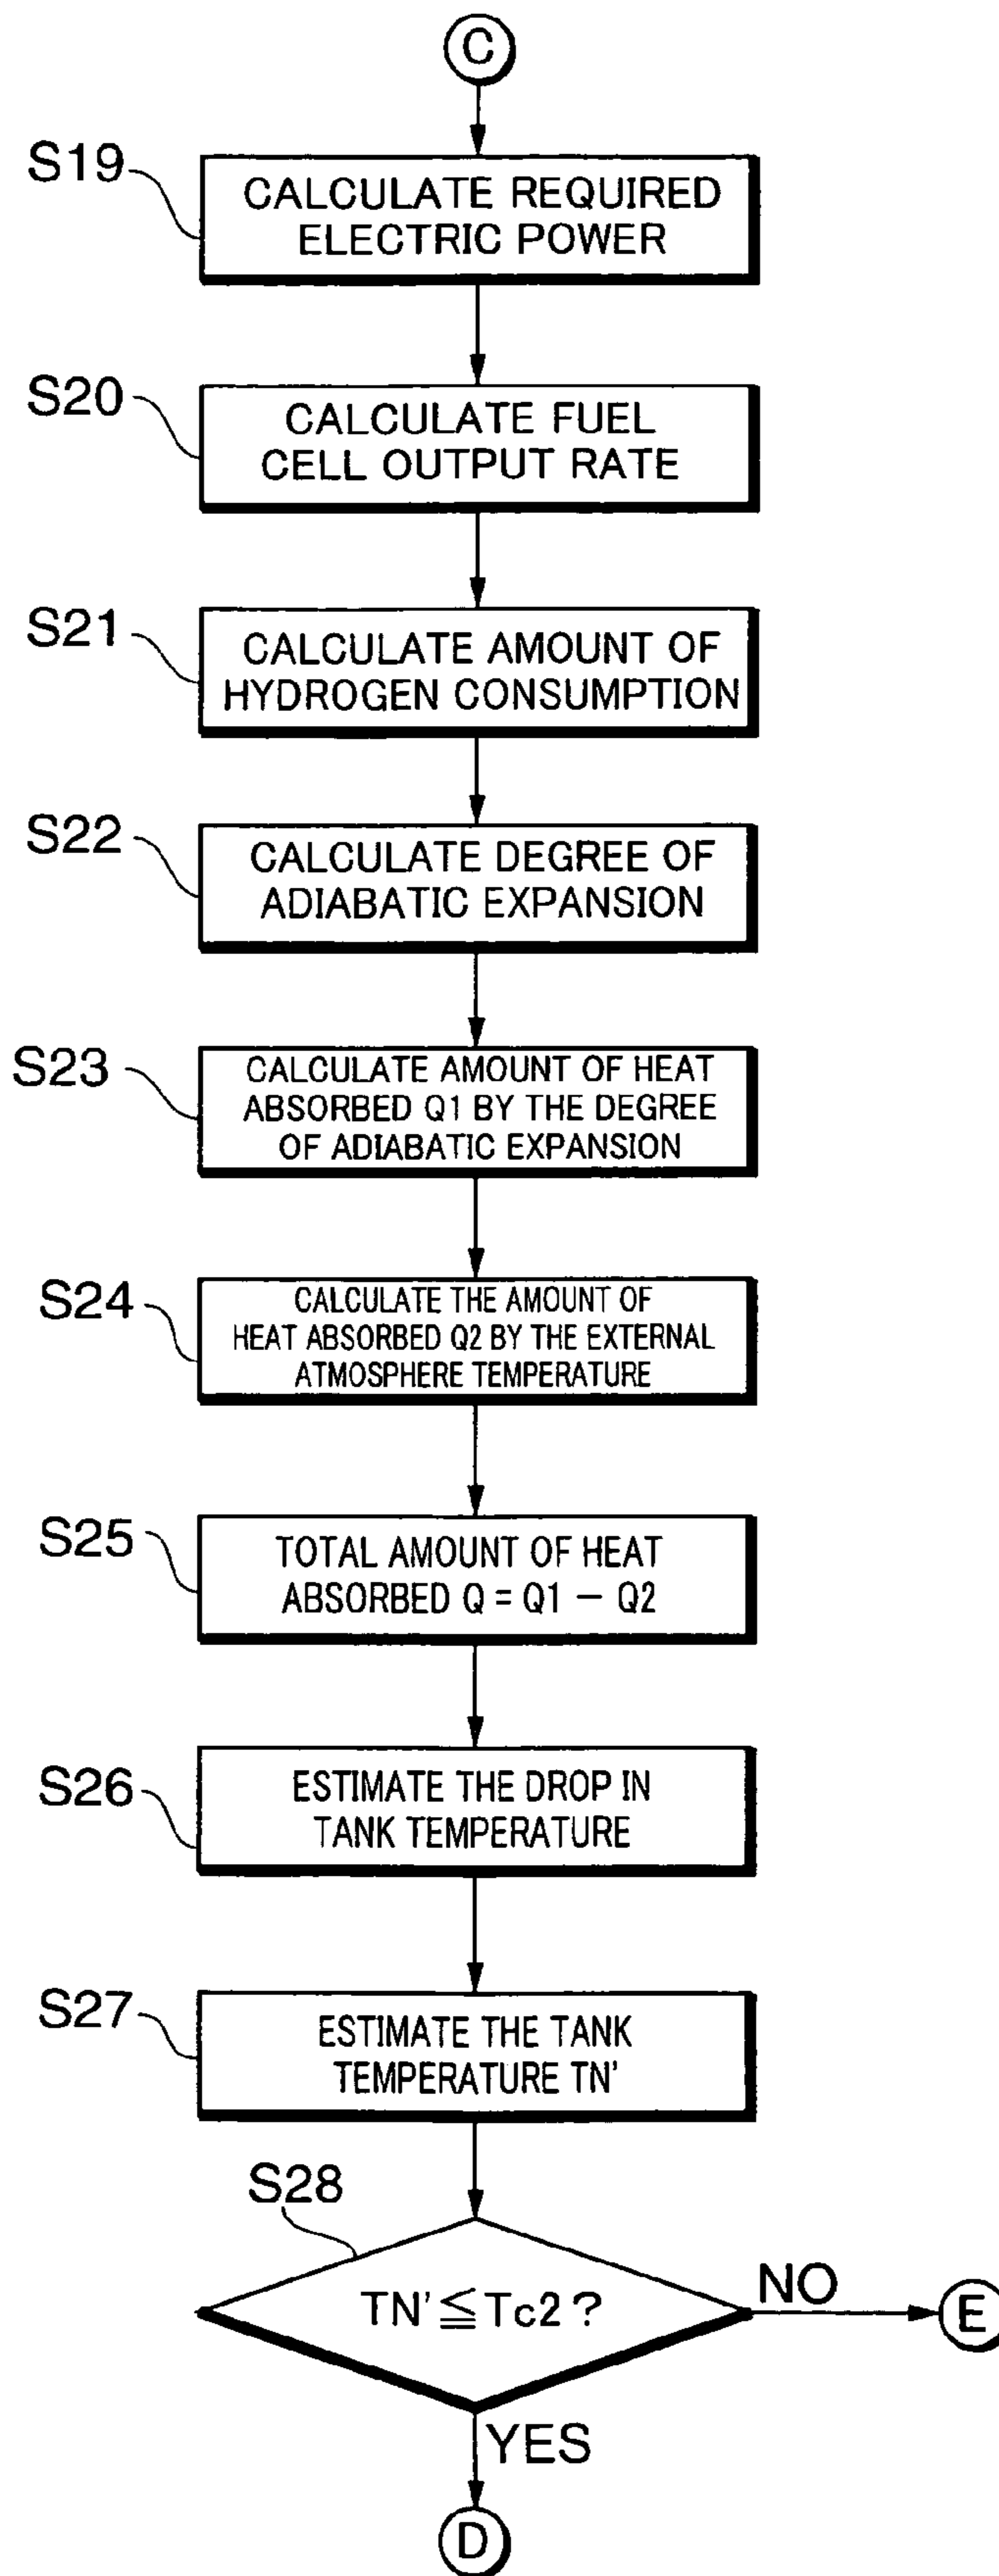 C
S19
CALCULATE REQUIRED
ELECTRIC POWER
S20
CALCULATE FUEL
CELL OUTPUT RATE
S21
CALCULATE AMOUNT OF
HYDROGEN CONSUMPTION
S22
CALCULATE DEGREE OF
ADIABATIC EXPANSION
S23
CALCULATE AMOUNT OF HEAT
ABSORBED Q1 BY THE DEGREE
OF ADIABATIC EXPANSION
S24
CALCULATE THE AMOUNT OF
HEAT ABSORBED Q2 BY THE EXTERNAL
ATMOSPHERE TEMPERATURE
S25
TOTAL AMOUNT OF HEAT
ABSORBED Q = Q1 − Q2
S26
ESTIMATE THE DROP IN
TANK TEMPERATURE
S27
ESTIMATE THE TANK
TEMPERATURE TN'
S28
TN' ≦ Tc2 ?
NO
E
YES
D